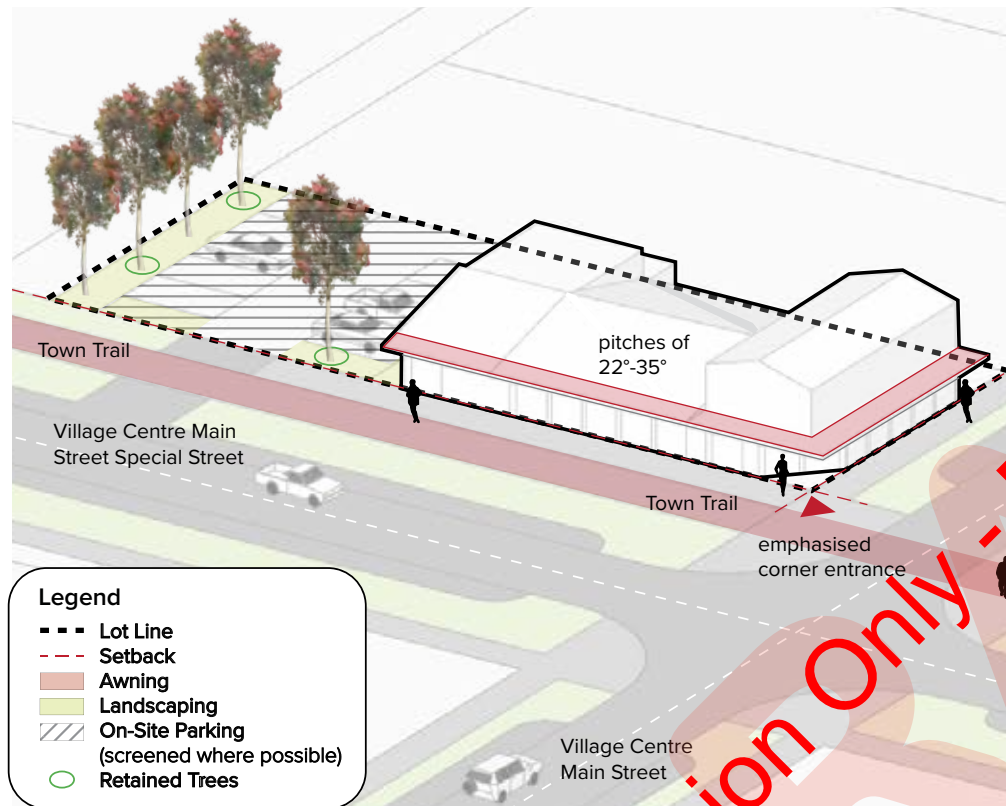 pitches of
22°-35°
Town Trail
Village Centre Main
Street Special Street
Town Trail
emphasised
corner entrance
Legend
Lot Line
Setback
Awning
Landscaping
On-Site Parking
(screened where possible)
Retained Trees
Village Centre
Main Street
Only -